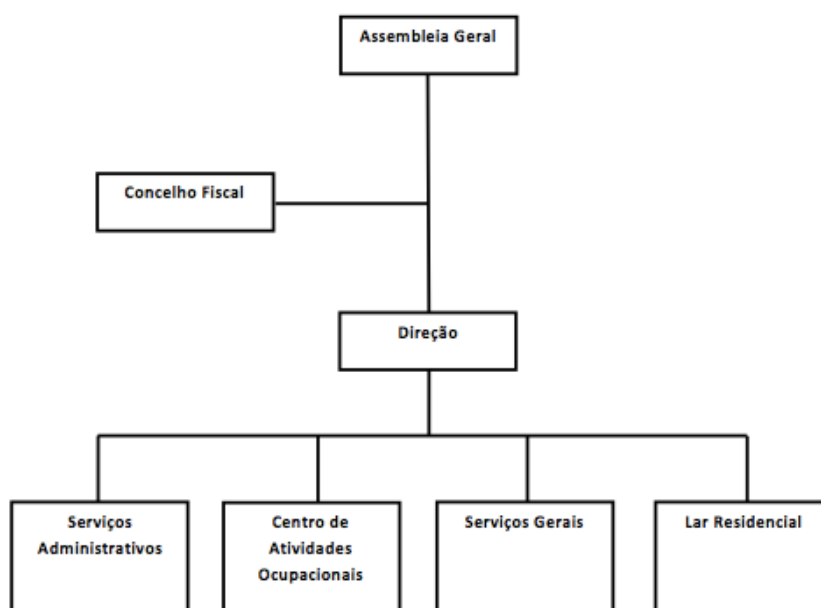 Assembleia Geral
Concelho Fiscal
Direção
Serviços
Administrativos
Centro de
Atividades
Ocupacionais
Serviços Gerais
Lar Residencial